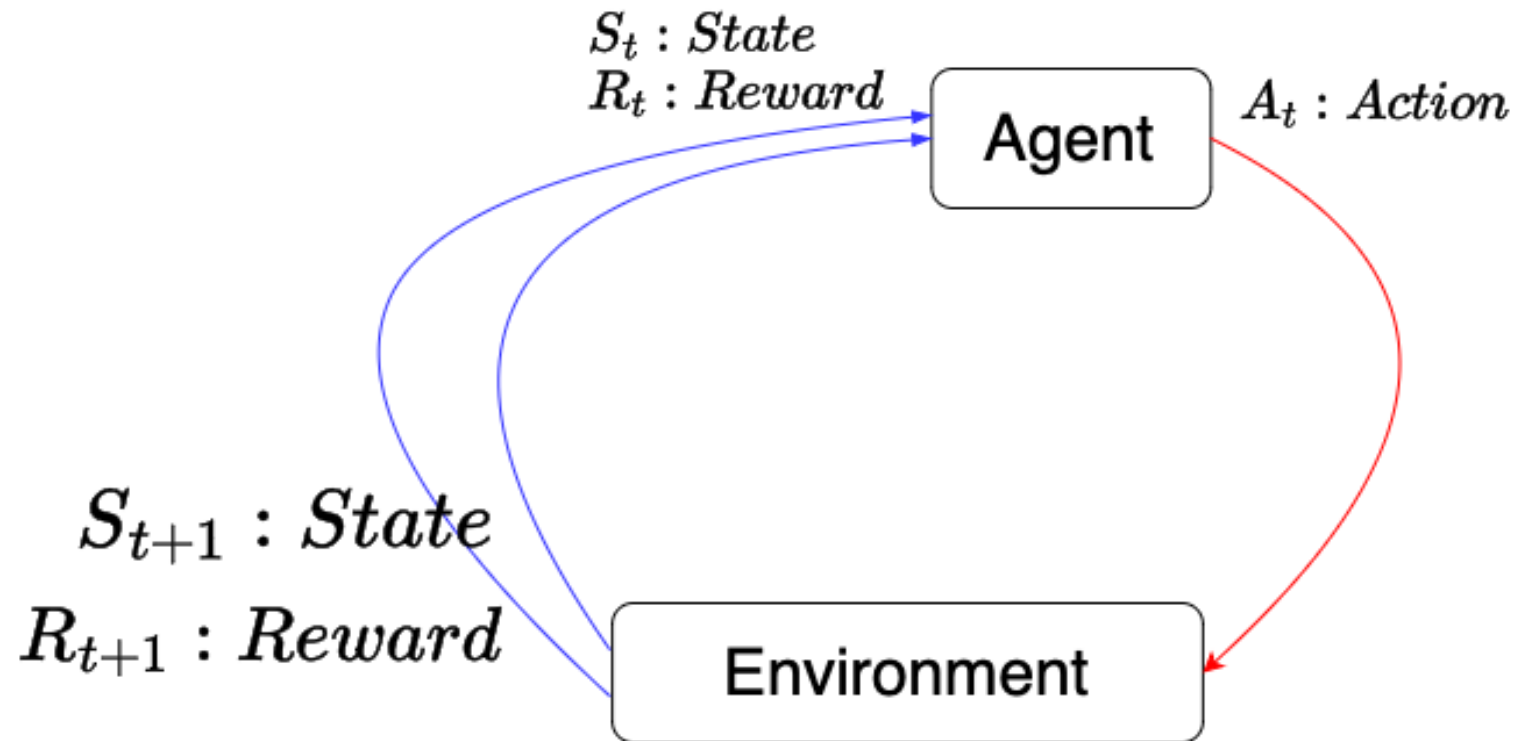 S_t : State
R_t : Reward
Agent
A_t : Action
S_{t+1} : State
R_{t+1} : Reward
Environment